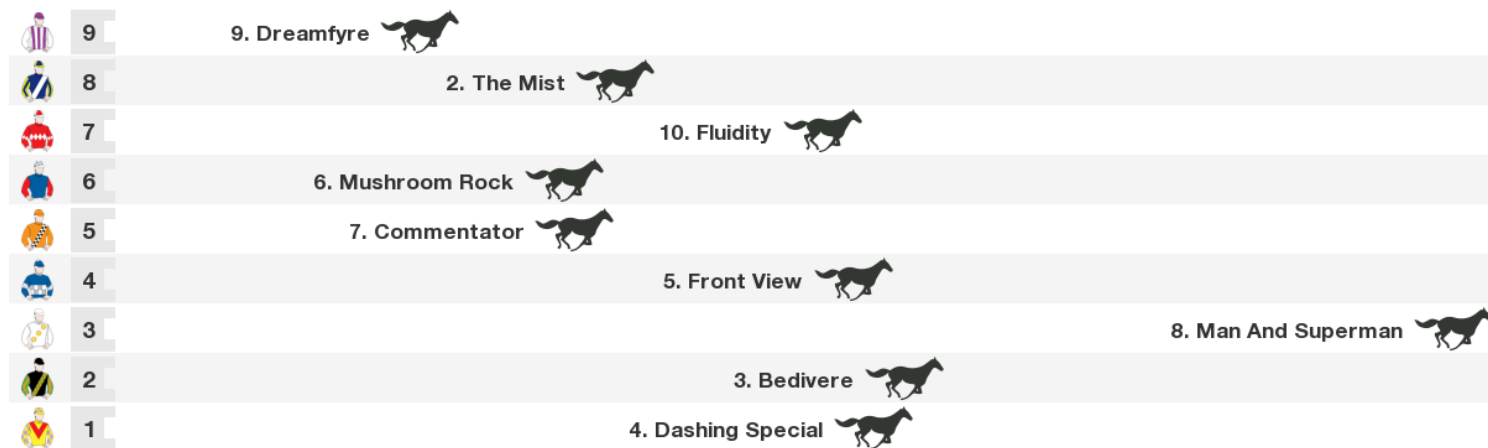 9 9. Dreamfyre
8 2. The Mist
7 10. Fluidity
6 6. Mushroom Rock
5 7. Commentator
4 5. Front View
3 8. Man And Superman
2 3. Bedivere
1 4. Dashing Special